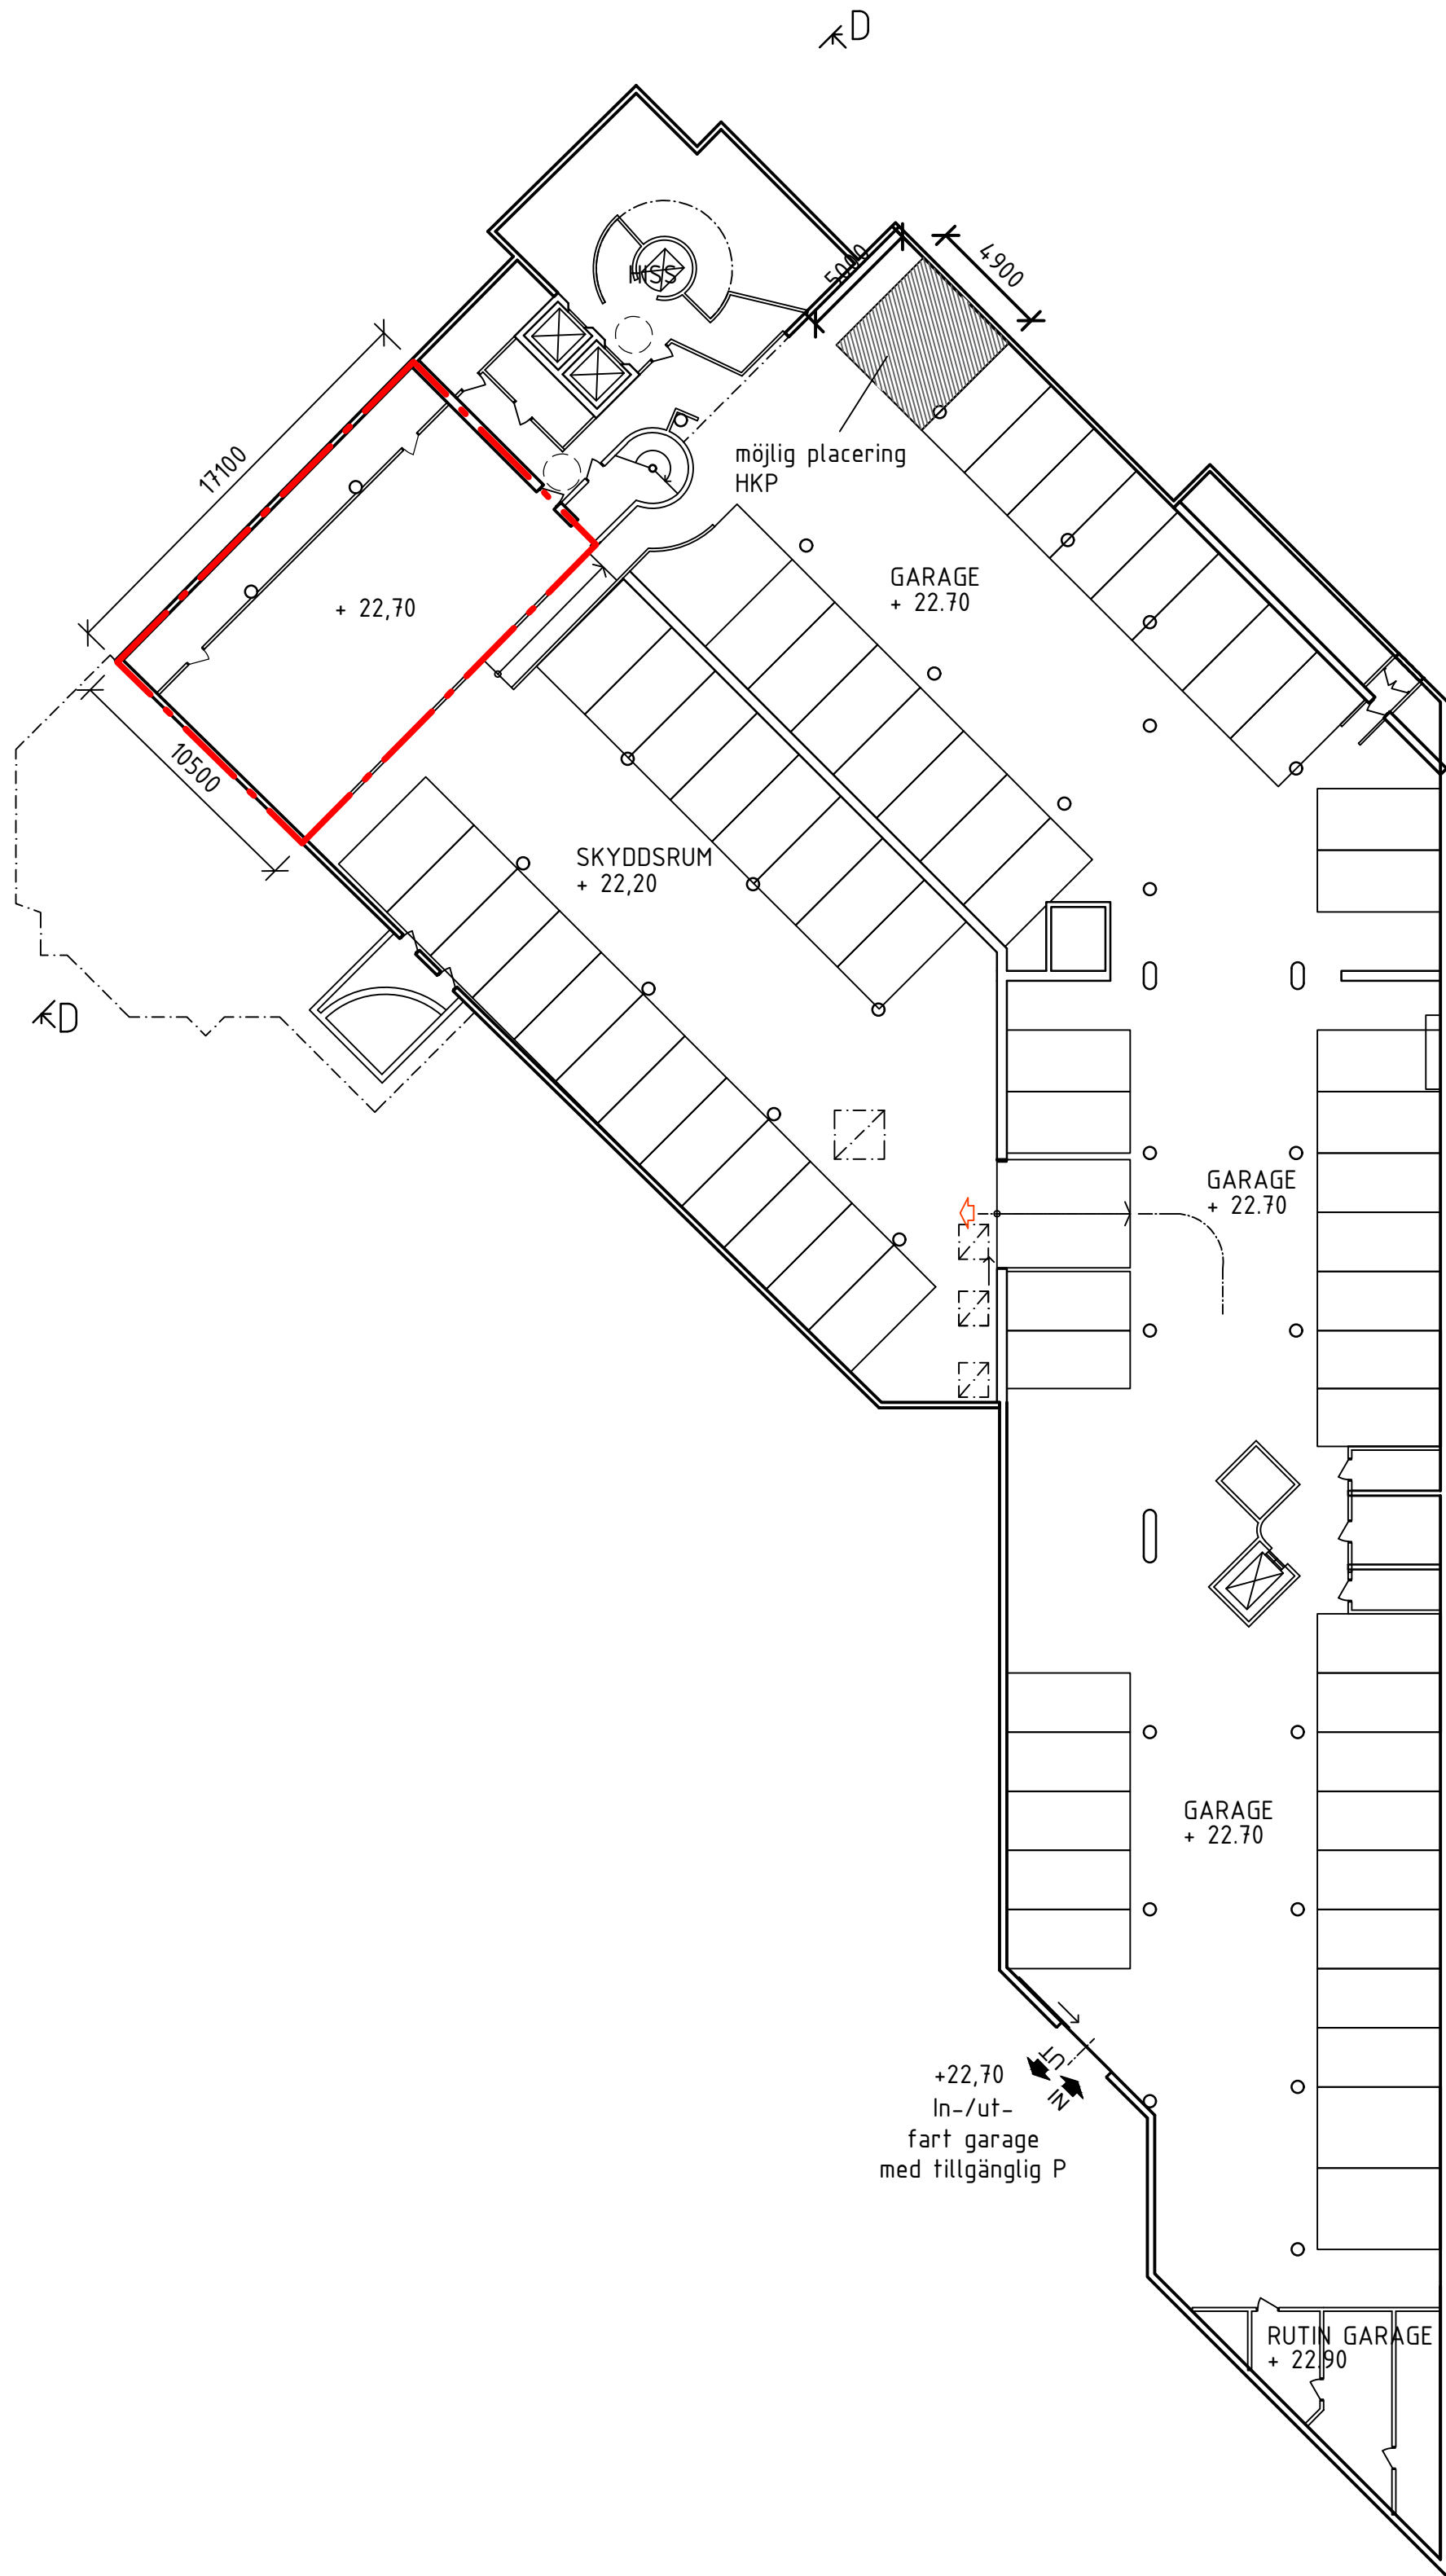 D
HISS
5000
4900
17100
möjlig placering
HKP
GARAGE
+ 22.70
+ 22,70
10500
SKYDDSRUM
+ 22,20
D
GARAGE
+ 22.70
GARAGE
+ 22.70
UT
IN
+22,70
In-/ut-
fart garage
med tillgänglig P
RUTIN GARAGE
+ 22.90